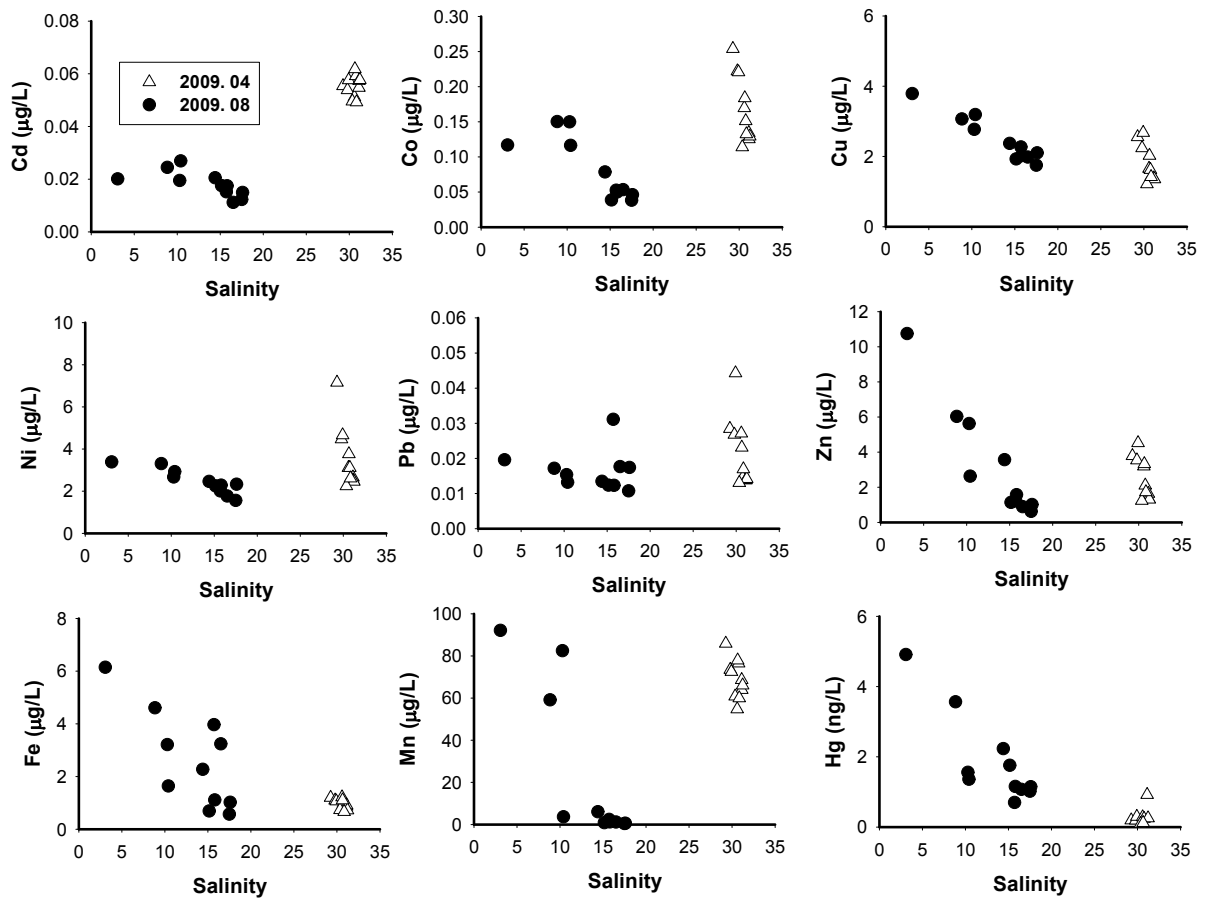 Cd (µg/L)
0.08
0.06
0.04
0.02
0.00
2009. 04
2009. 08
0 5 10 15 20 25 30 35
Salinity
Co (µg/L)
0.30
0.25
0.20
0.15
0.10
0.05
0.00
0 5 10 15 20 25 30 35
Salinity
Cu (µg/L)
6
4
2
0
0 5 10 15 20 25 30 35
Salinity
Ni (µg/L)
10
8
6
4
2
0
0 5 10 15 20 25 30 35
Salinity
Pb (µg/L)
0.06
0.05
0.04
0.03
0.02
0.01
0.00
0 5 10 15 20 25 30 35
Salinity
Zn (µg/L)
12
10
8
6
4
2
0
0 5 10 15 20 25 30 35
Salinity
Fe (µg/L)
8
6
4
2
0
0 5 10 15 20 25 30 35
Salinity
Mn (µg/L)
100
80
60
40
20
0
0 5 10 15 20 25 30 35
Salinity
Hg (ng/L)
6
4
2
0
0 5 10 15 20 25 30 35
Salinity